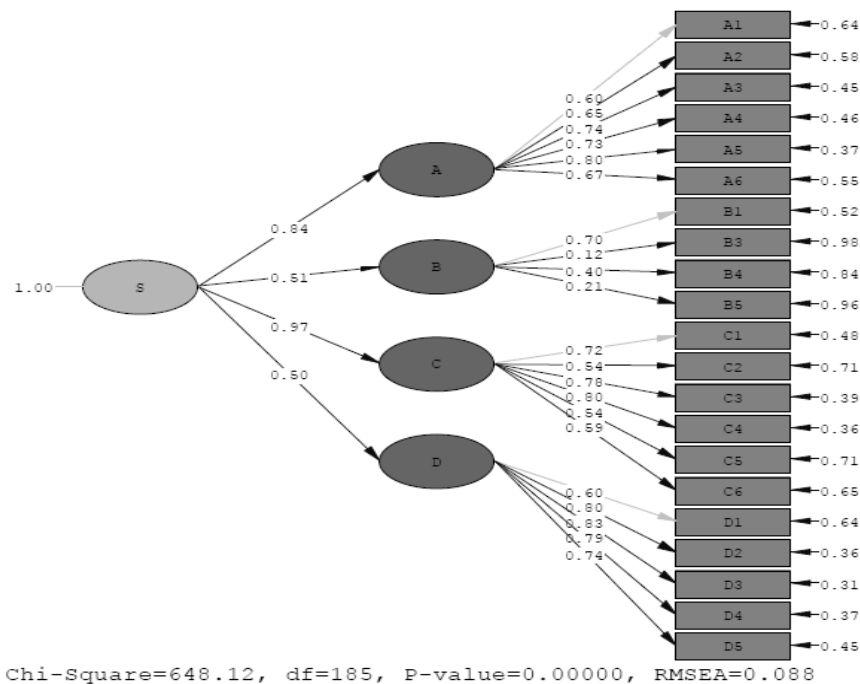 A1 0.64
A2 0.58
A3 0.45
A4 0.46
A5 0.37
A6 0.55
B1 0.52
B3 0.98
B4 0.84
B5 0.96
C1 0.48
C2 0.71
C3 0.39
C4 0.36
C5 0.71
C6 0.65
D1 0.64
D2 0.36
D3 0.31
D4 0.37
D5 0.45
0.60
0.65
0.74
0.73
0.80
0.67
0.70
0.12
0.40
0.21
0.72
0.54
0.78
0.80
0.54
0.59
0.60
0.80
0.83
0.79
0.74
A
B
C
D
0.84
0.51
0.97
0.50
1.00 S
Chi-Square=648.12, df=185, P-value=0.00000, RMSEA=0.088